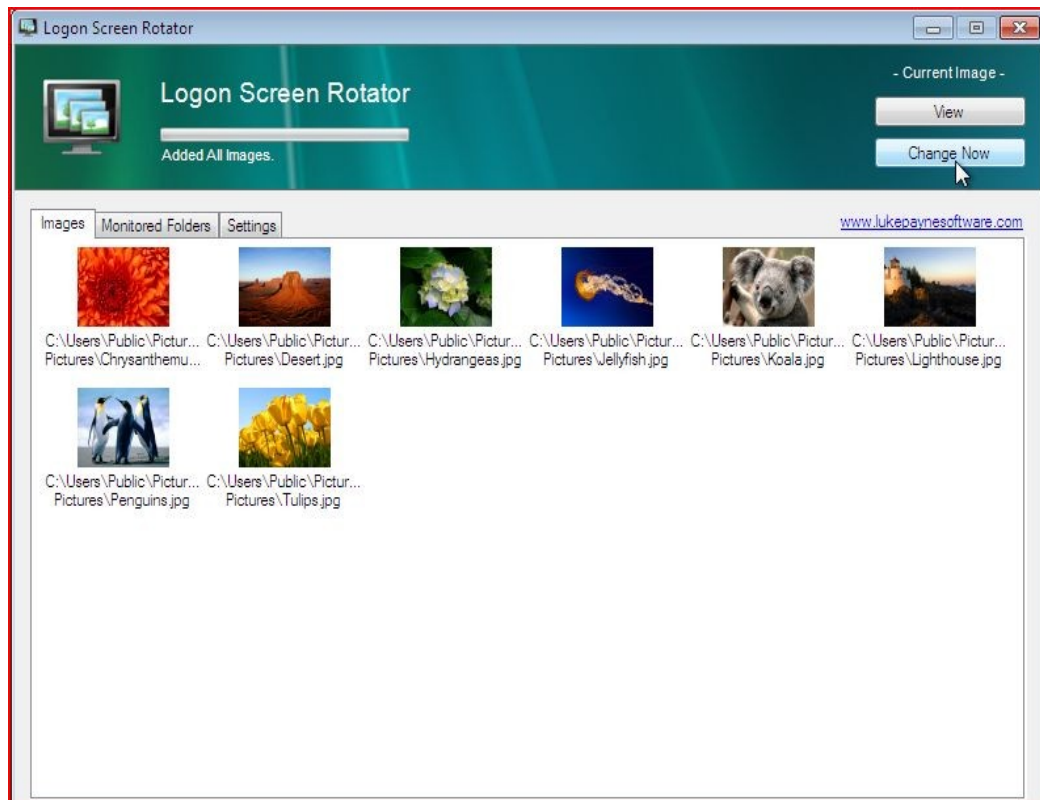 Logon Screen Rotator
- Current Image -
Logon Screen Rotator
View
Added All Images.
Change Now
Images Monitored Folders Settings www.lukepaynesoftware.com
C:\Users\Public\Pictur... C:\Users\Public\Pictur... C:\Users\Public\Pictur... C:\Users\Public\Pictur... C:\Users\Public\Pictur... C:\Users\Public\Pictur...
Pictures\Chrysanthemu... Pictures\Desert.jpg Pictures\Hydrangeas.jpg Pictures\Jellyfish.jpg Pictures\Koala.jpg Pictures\Lighthouse.jpg
C:\Users\Public\Pictur... C:\Users\Public\Pictur...
Pictures\Penguins.jpg Pictures\Tulips.jpg